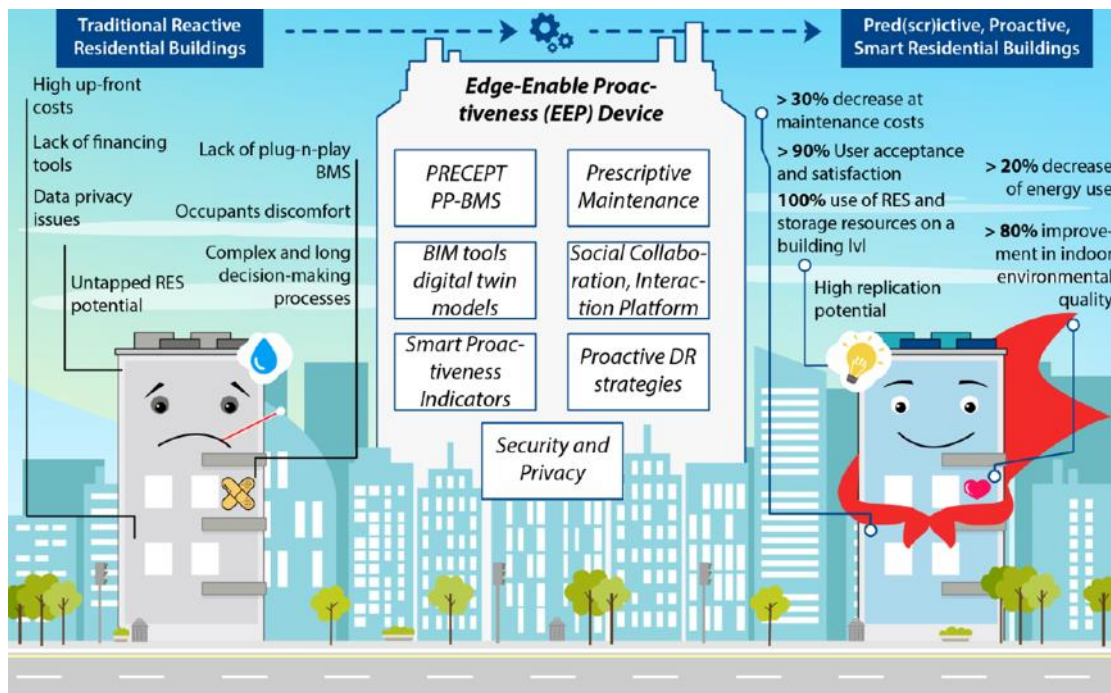 Traditional Reactive
Residential Buildings
Pred(scr)ictive, Proactive,
Smart Residential Buildings
High up-front
costs
Lack of financing
tools
Data privacy
issues
Untapped RES
potential
Lack of plug-n-play
BMS
Occupants discomfort
Complex and long
decision-making
processes
Edge-Enable Proac-
tiveness (EEP) Device
PRECEPT
PP-BMS
Prescriptive
Maintenance
BIM tools
digital twin
models
Social Collabo-
ration, Interac-
tion Platform
Smart Proac-
tiveness
Indicators
Proactive DR
strategies
Security and
Privacy
> 30% decrease at
maintenance costs
> 90% User acceptance
and satisfaction
100% use of RES and
storage resources on a
building lvl
High replication
potential
> 20% decrease
of energy use
> 80% improve-
ment in indoor
environmental
quality